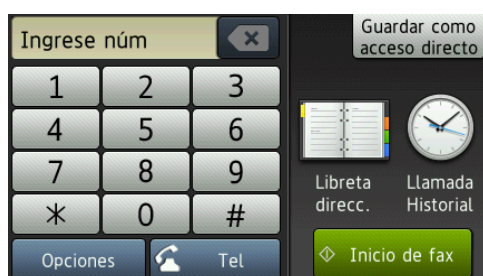 Ingrese núm
Guardar como
acceso directo
1 2 3
4 5 6
7 8 9
* 0 #
Libreta
direcc.
Llamada
Historial
Opciones
Tel
Inicio de fax